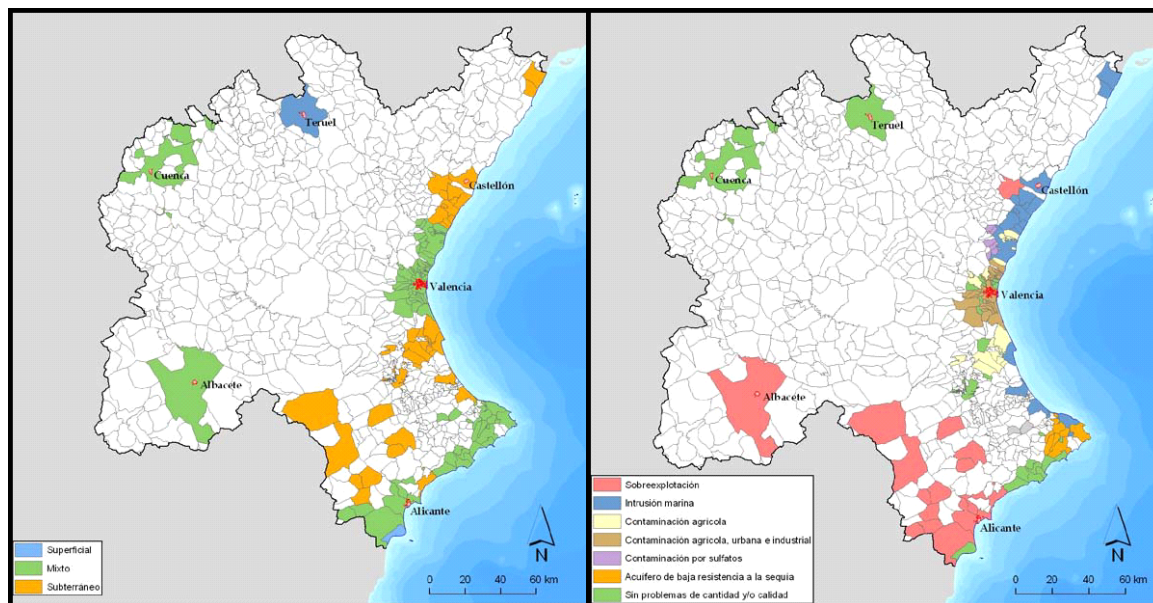 Teruel
Cuenca
Castellón
Valencia
Albacete
Alicante
Superficial
Mixto
Subterráneo
N
0 20 40 60 km
Teruel
Cuenca
Castellón
Valencia
Albacete
Alicante
Sobreexplotación
Intrusión marina
Contaminación agrícola
Contaminación agrícola, urbana e industrial
Contaminación por sulfatos
Acuífero de baja resistencia a la sequia
Sin problemas de cantidad y/o calidad
N
0 20 40 60 km